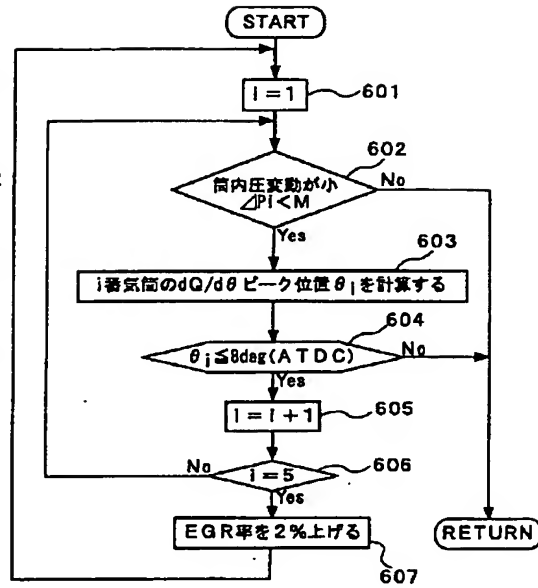 START
i=1
601
602
筒内圧変動が小
⊿Pi<M
No
Yes
603
i番気筒のdQ/dθピーク位置θiを計算する
604
θi≦8deg(ATDC)
No
Yes
i=i+1
605
No
i=5
606
Yes
EGR率を2%上げる
607
RETURN